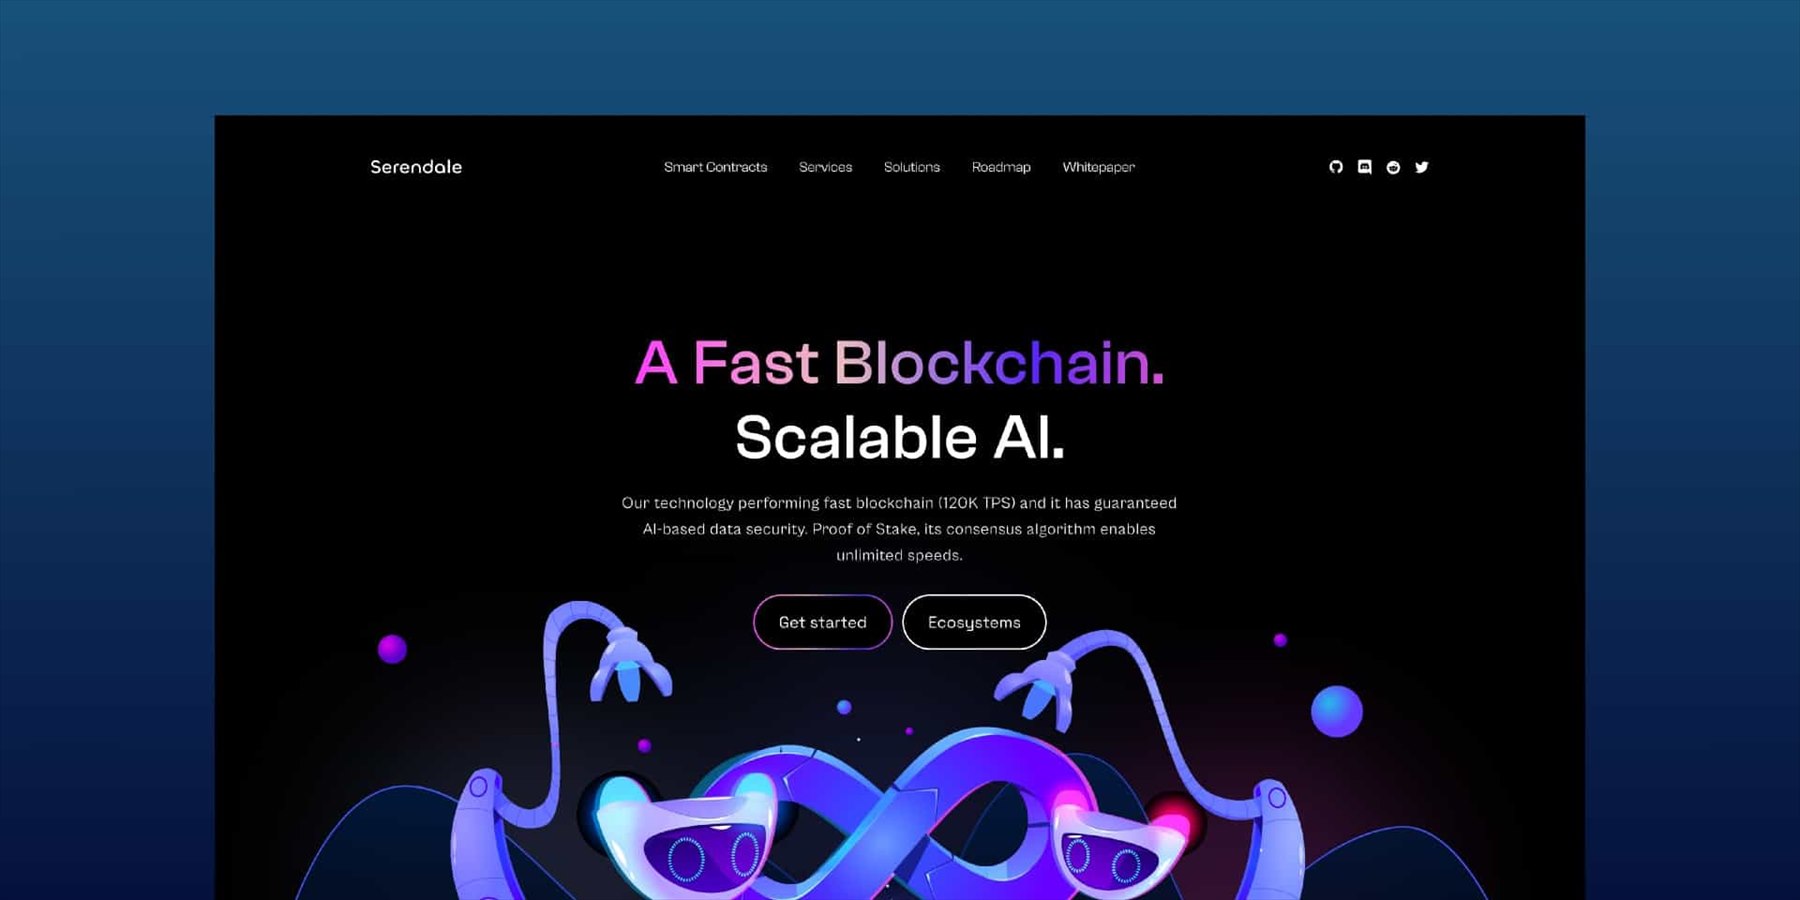 Serendale
Smart Contracts
Services
Solutions
Roadmap
Whitepaper
A Fast Blockchain.
Scalable AI.
Our technology performing fast blockchain (120K TPS) and it has guaranteed
AI-based data security. Proof of Stake, its consensus algorithm enables
unlimited speeds.
Get started
Ecosystems